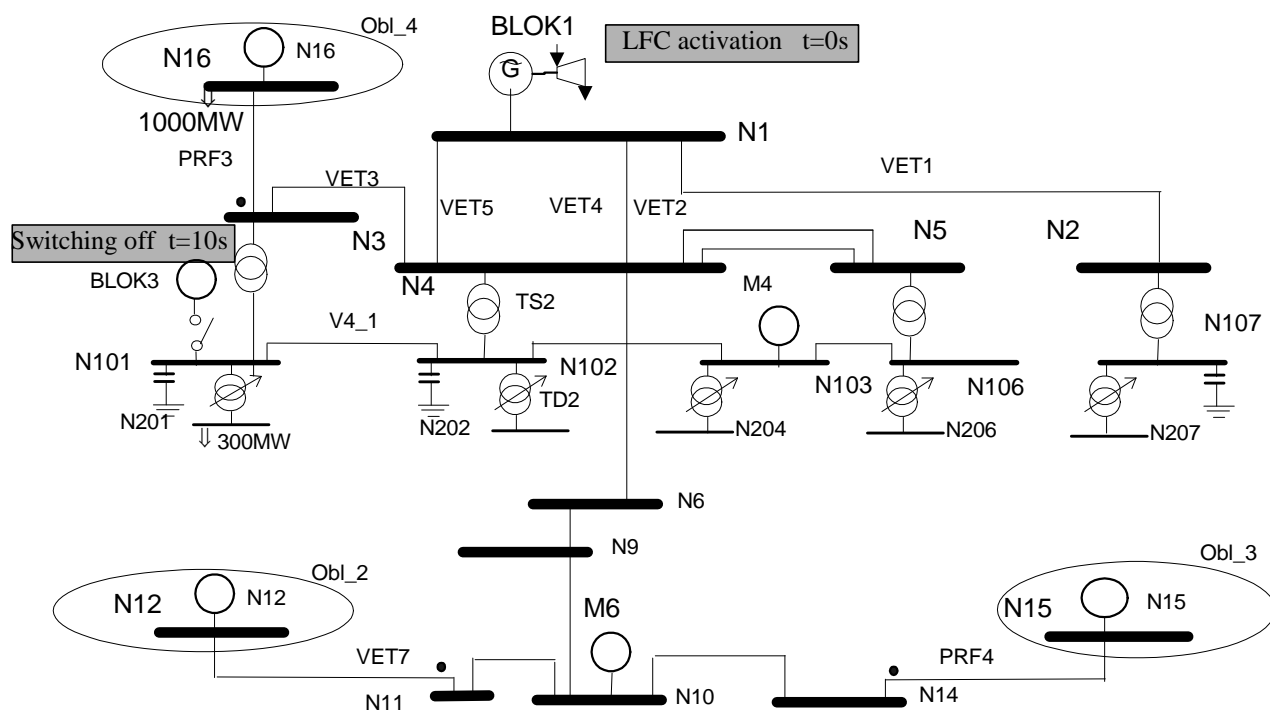 Obl_4
BLOK1
LFC activation t=0s
N16
N16
G
1000MW
N1
PRF3
VET1
VET3
VET5
VET4
VET2
Switching off t=10s
N3
N5
N2
BLOK3
N4
M4
TS2
V4_1
N107
N101
N102
N103
N106
TD2
N201
N202
N204
N206
N207
300MW
N6
N9
Obl_2
Obl_3
N12
N12
M6
N15
N15
VET7
PRF4
N11
N10
N14